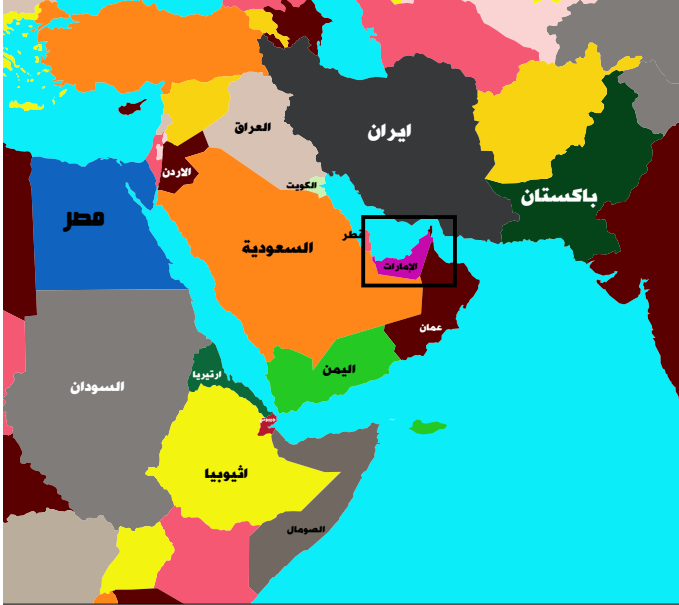 العراق
ايران
الاردن
الكويت
باكستان
مصر
قطر
السعودية
الإمارات
عمان
اليمن
ارتيريا
السودان
اثيوبيا
الصومال